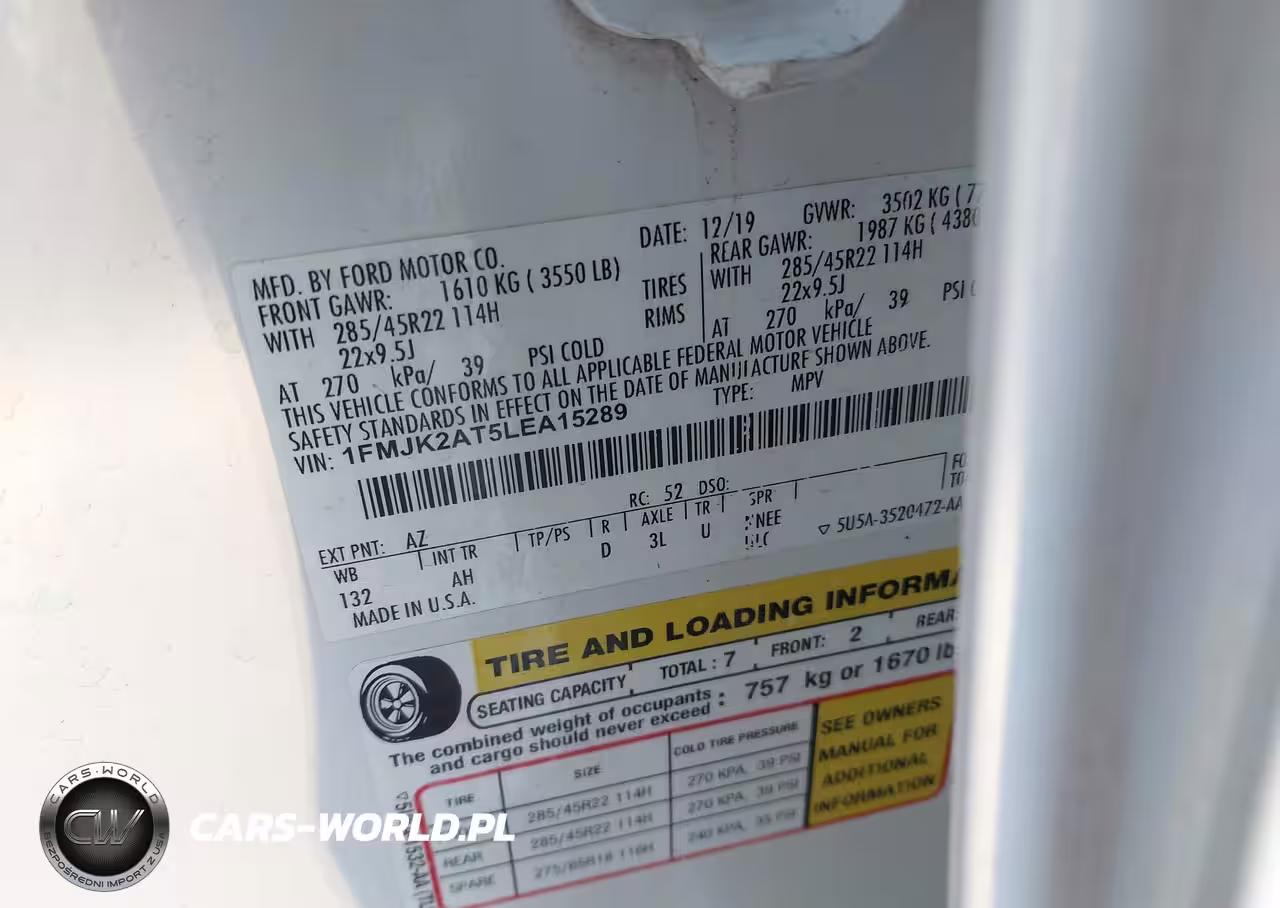 MFD. BY FORD MOTOR CO.
DATE: 12/19
GVWR: 3502 KG
FRONT GAWR: 1610 KG ( 3550 LB)
REAR GAWR: 1987 KG
WITH 285/45R22 114H
TIRES
WITH 285/45R22 114H
22x9.5J
RIMS
22x9.5J
AT 270 kPa/ 39 PSI COLD
AT 270 kPa/ 39 PSI
THIS VEHICLE CONFORMS TO ALL APPLICABLE FEDERAL MOTOR VEHICLE
SAFETY STANDARDS IN EFFECT ON THE DATE OF MANUFACTURE SHOWN ABOVE.
VIN: 1FMJK2AT5LEA15289
TYPE: MPV
EXT PNT: AZ
RC: 52 DSO:
WB INT TR TP/PS R AXLE TR SPR
132 AH D 3L U
MADE IN U.S.A.
▽ 5U5A-3520472-AA
TIRE AND LOADING
SEATING CAPACITY TOTAL : 7 FRONT: 2 REAR:
The combined weight of occupants
and cargo should never exceed : 757 kg or 1670 lb
TIRE SIZE COLD TIRE PRESSURE
285/45R22 114H 270 KPA, 39 PSI
REAR 285/45R22 114H 270 KPA, 39 PSI
SPARE 275/65R18 116H 240 KPA, 35 PSI
SEE OWNERS
MANUAL FOR
ADDITIONAL
INFORMATION
CARS-WORLD
CW
BEZPOŚREDNI IMPORT Z USA
CARS-WORLD.PL